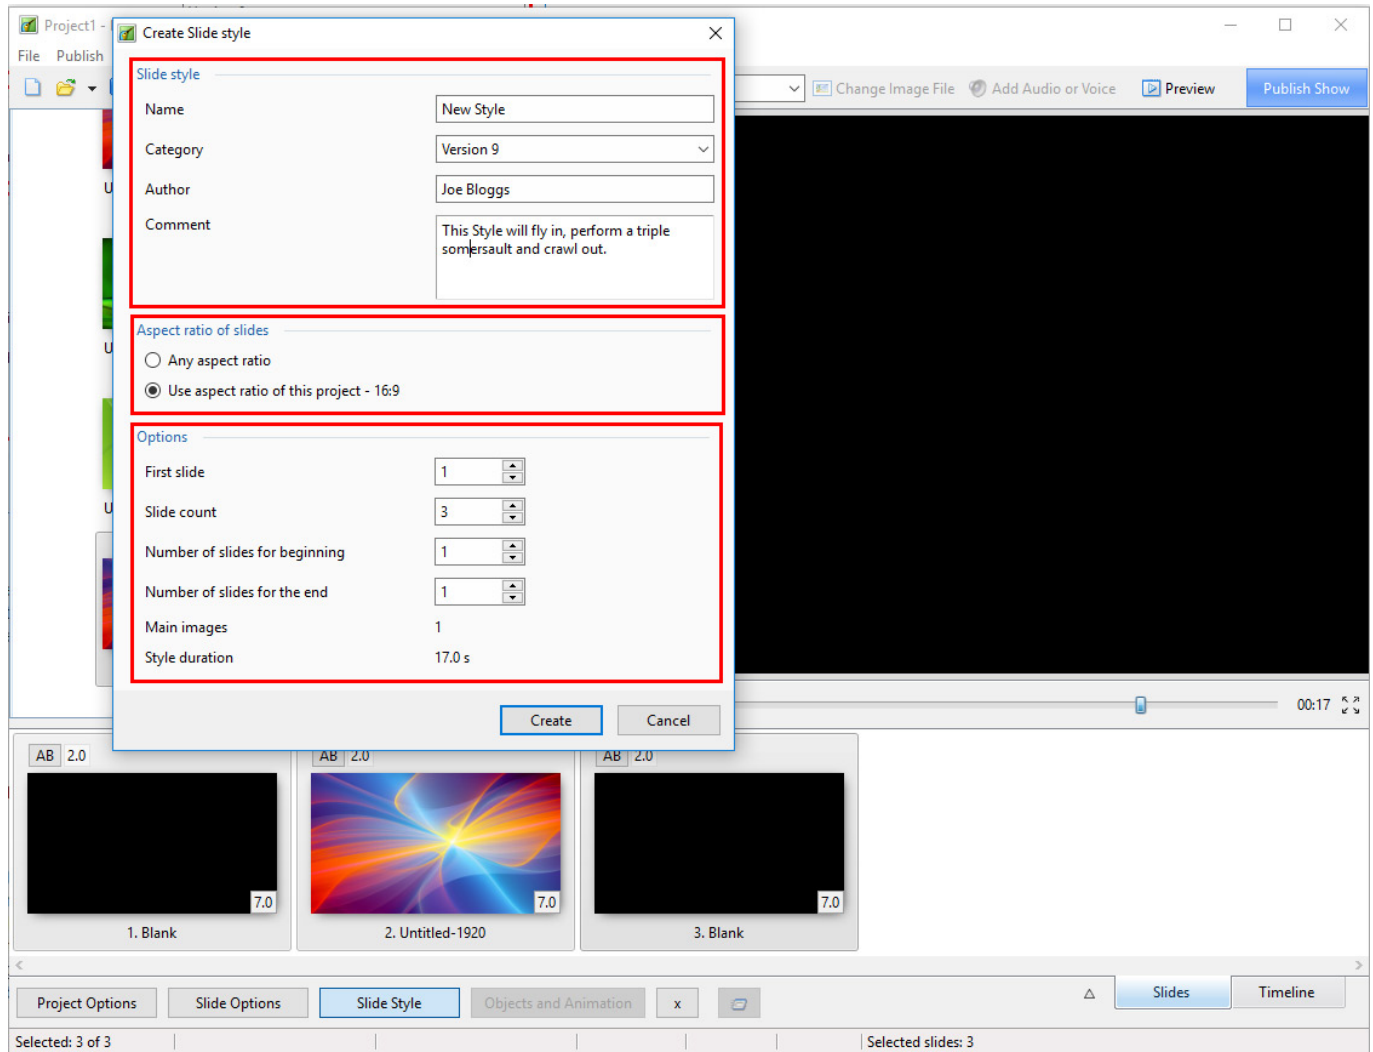 Project1 -
Create Slide style
File Publish
Slide style
Name New Style
Change Image File Add Audio or Voice Preview Publish Show
Category Version 9
Author Joe Bloggs
U
Comment This Style will fly in, perform a triple
somersault and crawl out.
Aspect ratio of slides
U
Any aspect ratio
Use aspect ratio of this project - 16:9
Options
First slide 1
U
Slide count 3
Number of slides for beginning 1
Number of slides for the end 1
Main images 1
Style duration 17.0 s
00:17
Create Cancel
AB 2.0 AB 2.0 AB 2.0
7.0 7.0 7.0
1. Blank 2. Untitled-1920 3. Blank
Project Options Slide Options Slide Style Objects and Animation x Slides Timeline
Selected: 3 of 3 Selected slides: 3